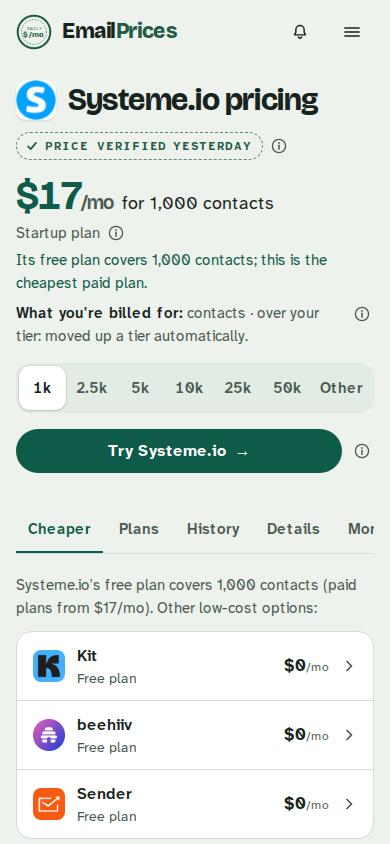 DAILY
$/mo
EmailPrices
Systeme.io pricing
PRICE VERIFIED YESTERDAY
$17/mo for 1,000 contacts
Startup plan
Its free plan covers 1,000 contacts; this is the
cheapest paid plan.
What you're billed for: contacts · over your
tier: moved up a tier automatically.
1k 2.5k 5k 10k 25k 50k Other
Try Systeme.io →
Cheaper Plans History Details Mor
Systeme.io's free plan covers 1,000 contacts (paid
plans from $17/mo). Other low-cost options:
Kit
Free plan
$0/mo
beehiiv
Free plan
$0/mo
Sender
Free plan
$0/mo